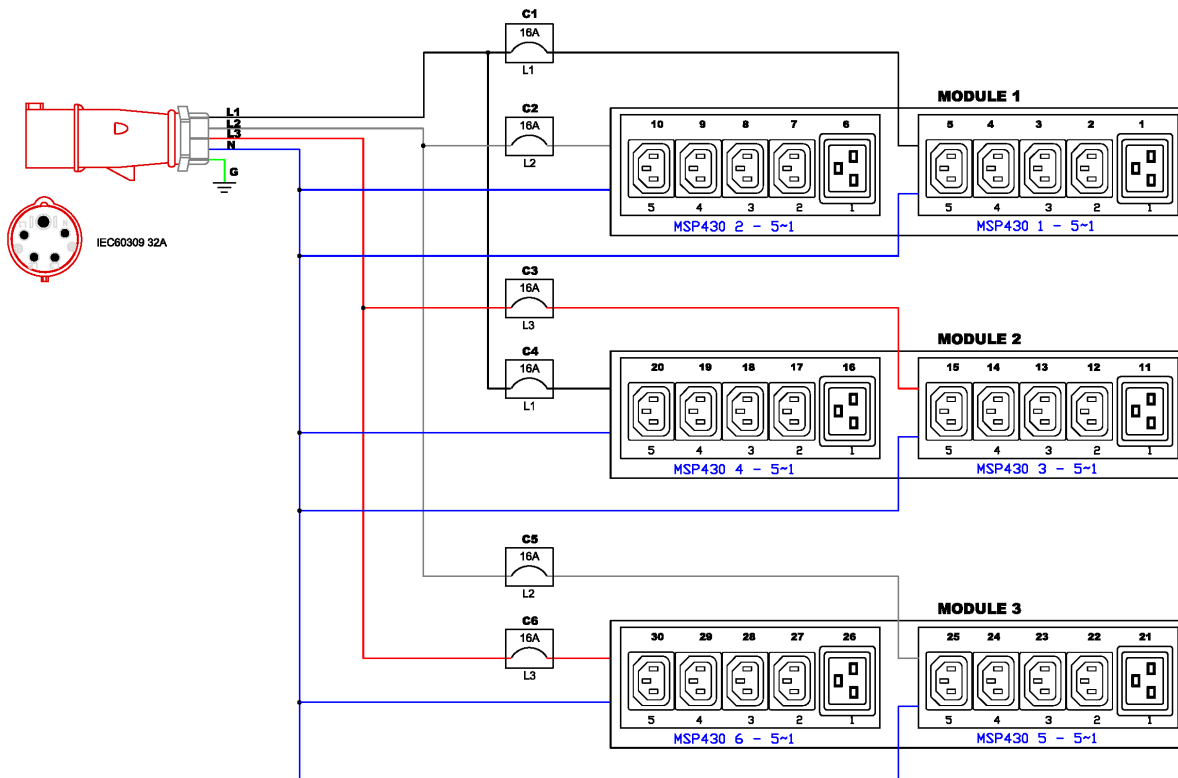 C1
16A
L1
C2
16A
L2
L1
L2
L3
N
G
IEC60309 32A
MODULE 1
10 9 8 7 6
5 4 3 2 1
MSP430 2 - 5~1
5 4 3 2 1
5 4 3 2 1
MSP430 1 - 5~1
C3
16A
L3
C4
16A
L1
MODULE 2
20 19 18 17 16
5 4 3 2 1
MSP430 4 - 5~1
15 14 13 12 11
5 4 3 2 1
MSP430 3 - 5~1
C5
16A
L2
C6
16A
L3
MODULE 3
30 29 28 27 26
5 4 3 2 1
MSP430 6 - 5~1
25 24 23 22 21
5 4 3 2 1
MSP430 5 - 5~1